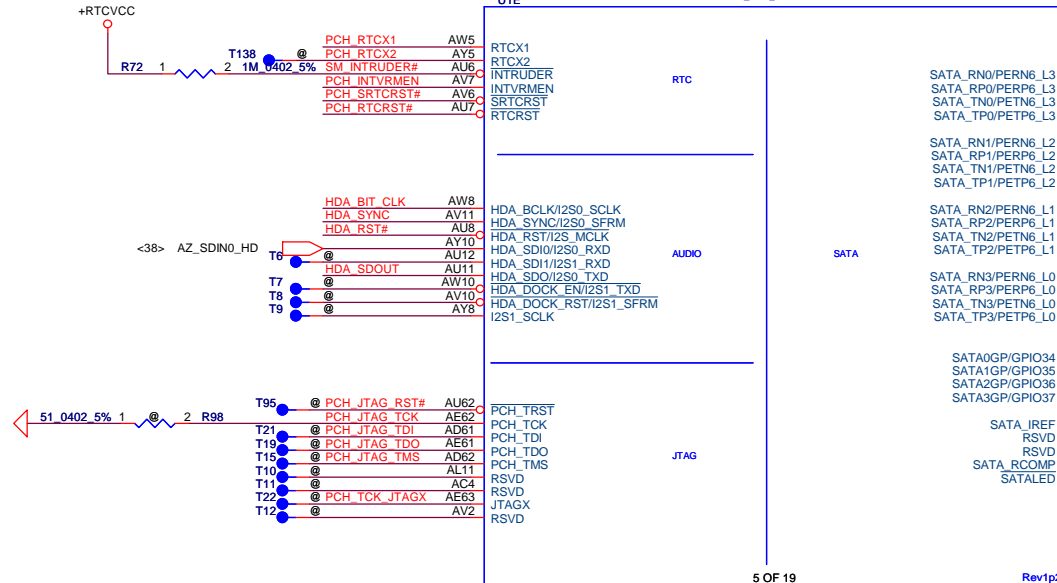 U1E
+RTCVCC
PCH_RTCX1 AW5 RTCX1
T138 @ PCH_RTCX2 AY5 RTCX2
R72 1 2 1M_0402_5% SM_INTRUDER# AU6 INTRUDER
PCH_INTVRMEN AV7 INTVRMEN
PCH_SRTCRST# AV6 SRTCRST
PCH_RTCRST# AU7 RTCRST
RTC
SATA_RN0/PERN6_L3
SATA_RP0/PERP6_L3
SATA_TN0/PETN6_L3
SATA_TP0/PETP6_L3
SATA_RN1/PERN6_L2
SATA_RP1/PERP6_L2
SATA_TN1/PETN6_L2
SATA_TP1/PETP6_L2
HDA_BIT_CLK AW8 HDA_BCLK/I2S0_SCLK
HDA_SYNC AV11 HDA_SYNC/I2S0_SFRM
HDA_RST# AU8 HDA_RST/I2S_MCLK
<38> AZ_SDIN0_HD AY10 HDA_SDI0/I2S0_RXD
T6 @ AU12 HDA_SDI1/I2S1_RXD
HDA_SDOUT AU11 HDA_SDO/I2S0_TXD
T7 @ AW10 HDA_DOCK_EN/I2S1_TXD
T8 @ AV10 HDA_DOCK_RST/I2S1_SFRM
T9 @ AY8 I2S1_SCLK
AUDIO
SATA
SATA_RN2/PERN6_L1
SATA_RP2/PERP6_L1
SATA_TN2/PETN6_L1
SATA_TP2/PETP6_L1
SATA_RN3/PERN6_L0
SATA_RP3/PERP6_L0
SATA_TN3/PETN6_L0
SATA_TP3/PETP6_L0
SATA0GP/GPIO34
SATA1GP/GPIO35
SATA2GP/GPIO36
SATA3GP/GPIO37
T95 @ PCH_JTAG_RST# AU62 PCH_TRST
51_0402_5% 1 @ 2 R98 PCH_JTAG_TCK AE62 PCH_TCK
T21 @ PCH_JTAG_TDI AD61 PCH_TDI
T19 @ PCH_JTAG_TDO AE61 PCH_TDO
T15 @ PCH_JTAG_TMS AD62 PCH_TMS
T10 @ AL11 RSVD
T11 @ AC4 RSVD
T22 @ PCH_TCK_JTAGX AE63 JTAGX
T12 @ AV2 RSVD
JTAG
SATA_IREF
RSVD
RSVD
SATA_RCOMP
SATALED
5 OF 19